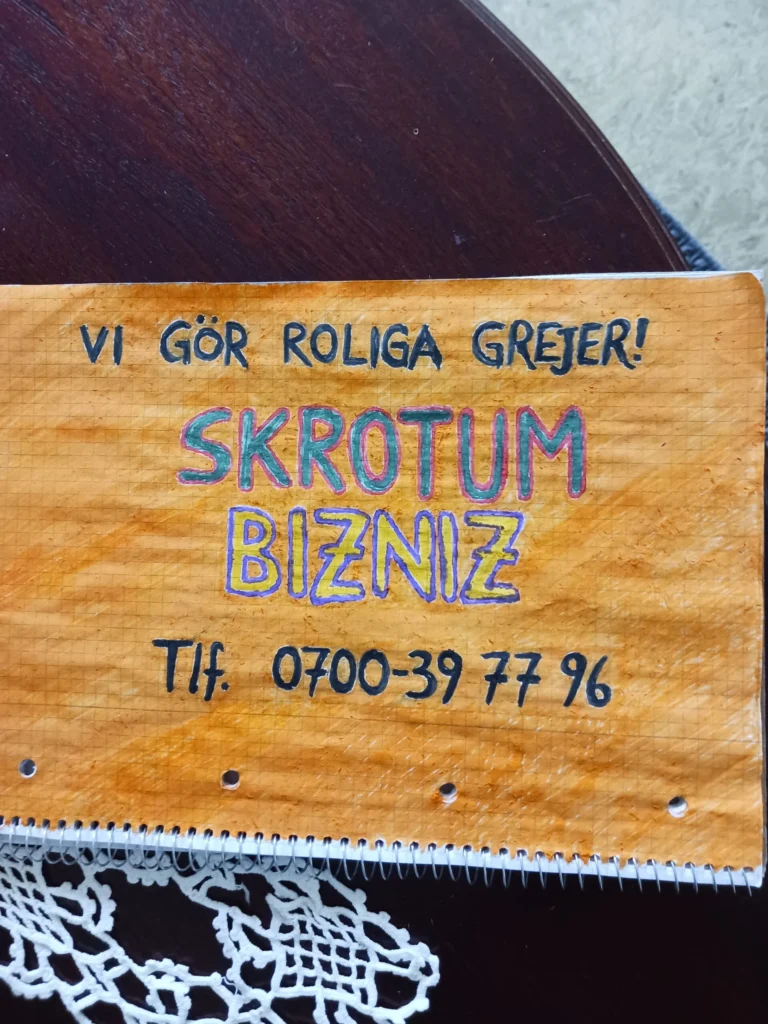 VI GÖR ROLIGA GREJER!
SKROTUM
BIZNIZ
Tlf. 0700-39 77 96